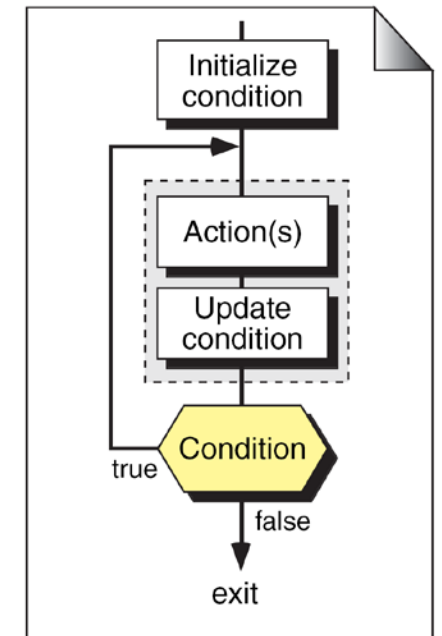 Initialize
condition
Action(s)
Update
condition
Condition
true
false
exit